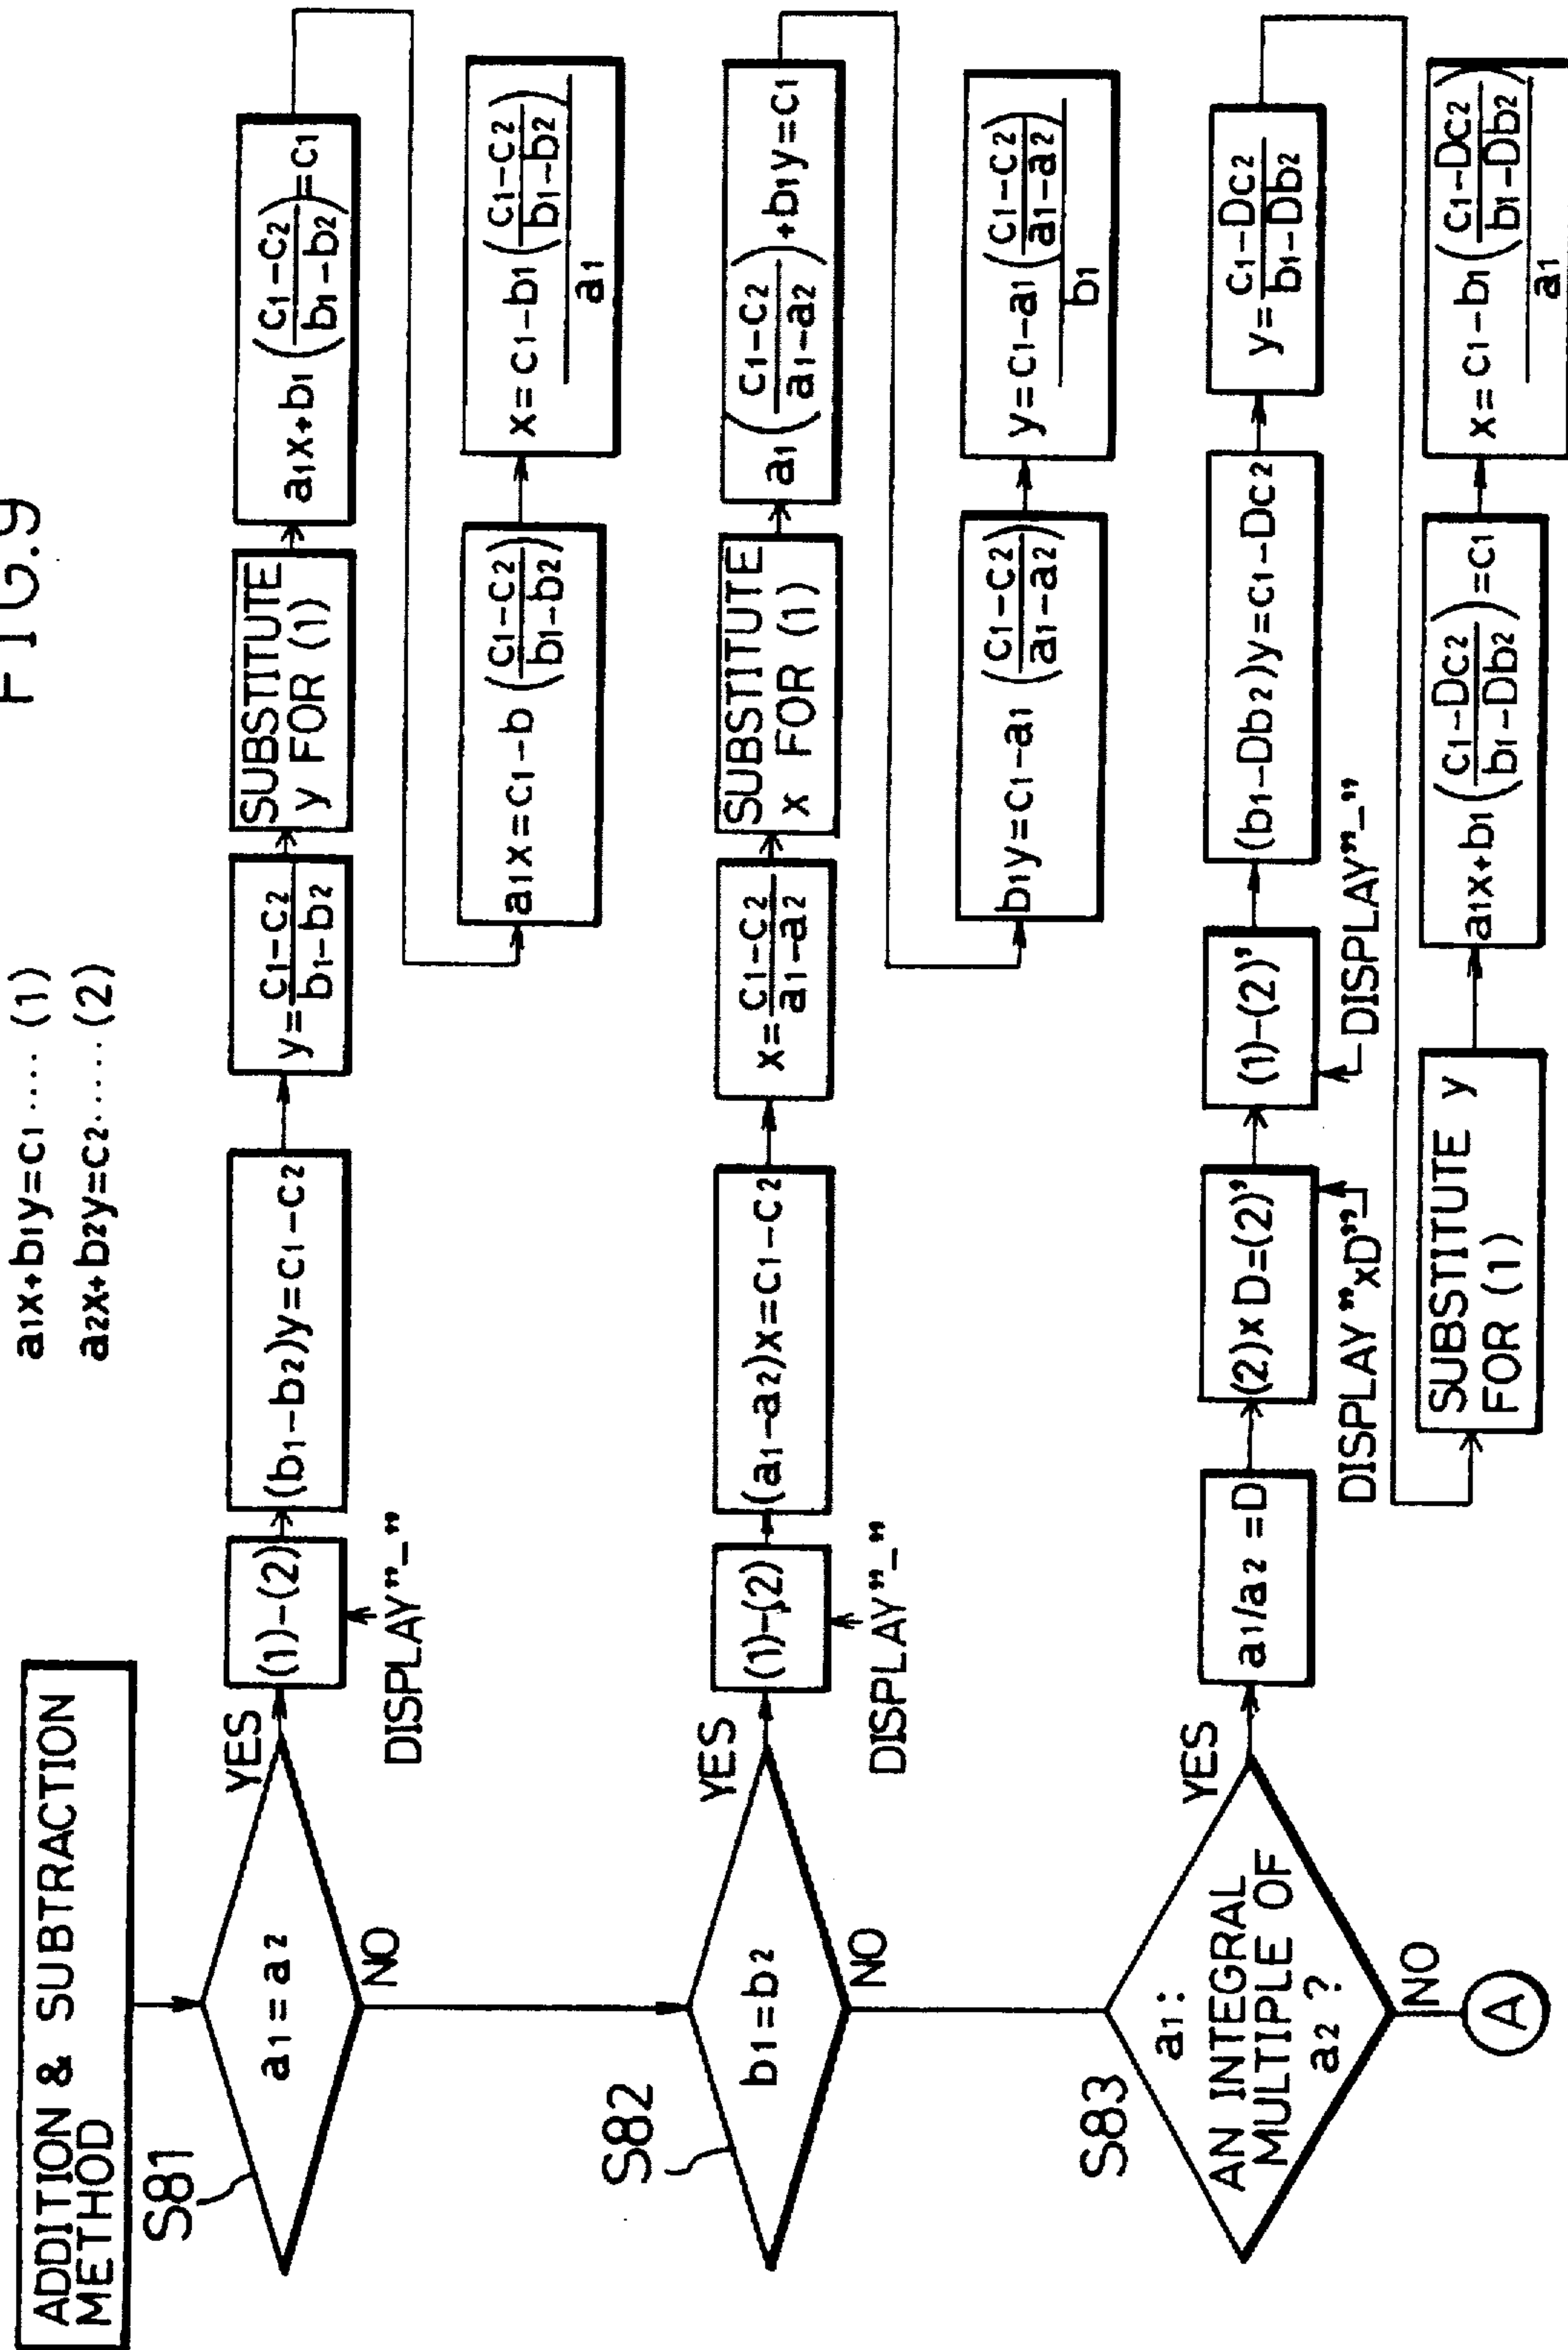 FIG.9
a₁x+b₁y=c₁ .... (1)
a₂x+b₂y=c₂ ..... (2)
ADDITION & SUBTRACTION
METHOD
S81
a₁=a₂
YES
NO
(1)-(2)
DISPLAY"-"
(b₁-b₂)y=c₁-c₂
y=(c₁-c₂)/(b₁-b₂)
SUBSTITUTE
y FOR (1)
a₁x+b₁((c₁-c₂)/(b₁-b₂))=c₁
a₁x=c₁-b((c₁-c₂)/(b₁-b₂))
x=c₁-b₁((c₁-c₂)/(b₁-b₂))
a₁
S82
b₁=b₂
YES
NO
(1)-(2)
DISPLAY"-"
(a₁-a₂)x=c₁-c₂
x=(c₁-c₂)/(a₁-a₂)
SUBSTITUTE
x FOR (1)
a₁((c₁-c₂)/(a₁-a₂))+b₁y=c₁
b₁y=c₁-a₁((c₁-c₂)/(a₁-a₂))
y=c₁-a₁((c₁-c₂)/(a₁-a₂))
b₁
S83
a₁:
AN INTEGRAL
MULTIPLE OF
a₂ ?
YES
NO
A
a₁/a₂ =D
(2)xD=(2)'
DISPLAY "xD"
(1)-(2)'
DISPLAY"-"
(b₁-Db₂)y=c₁-Dc₂
y=(c₁-Dc₂)/(b₁-Db₂)
SUBSTITUTE y
FOR (1)
a₁x+b₁((c₁-Dc₂)/(b₁-Db₂))=c₁
x=c₁-b₁((c₁-Dc₂)/(b₁-Db₂))
a₁